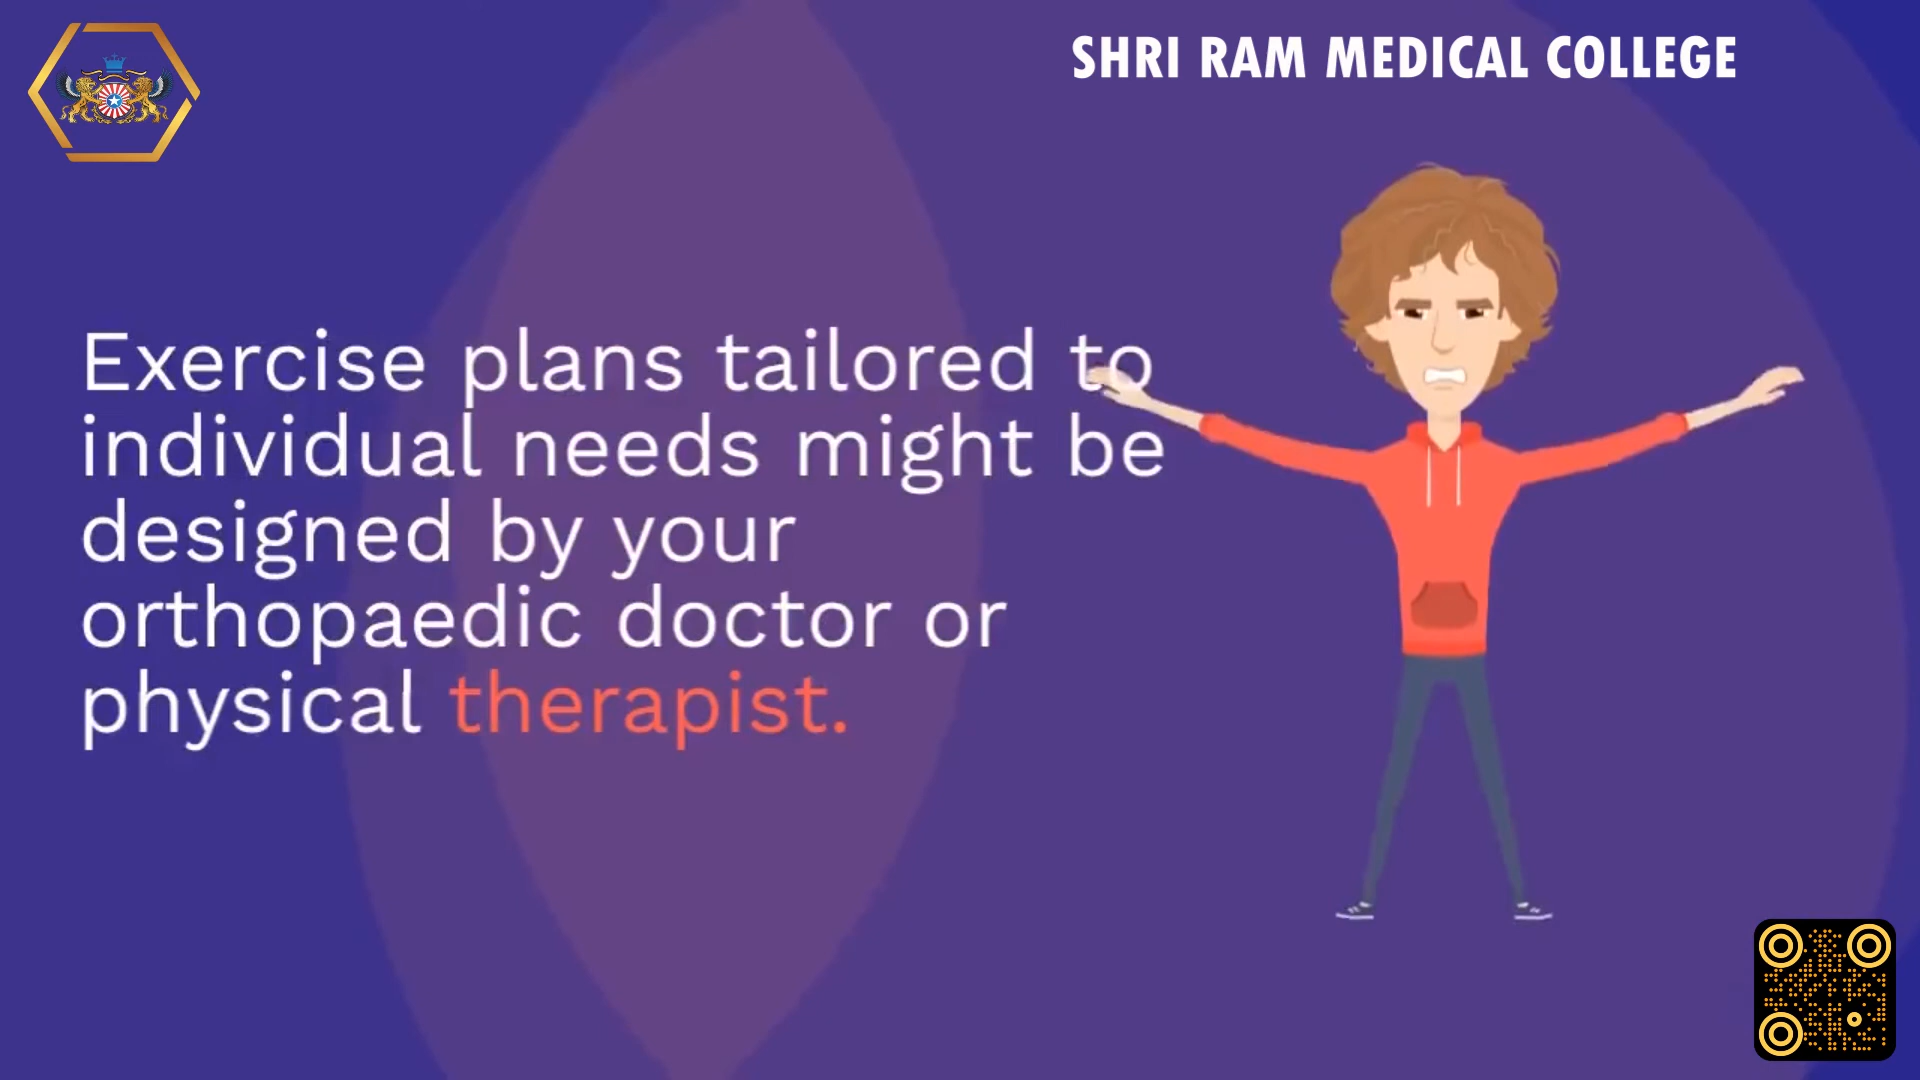 SHRI RAM MEDICAL COLLEGE
Exercise plans tailored to
individual needs might be
designed by your
orthopaedic doctor or
physical therapist.